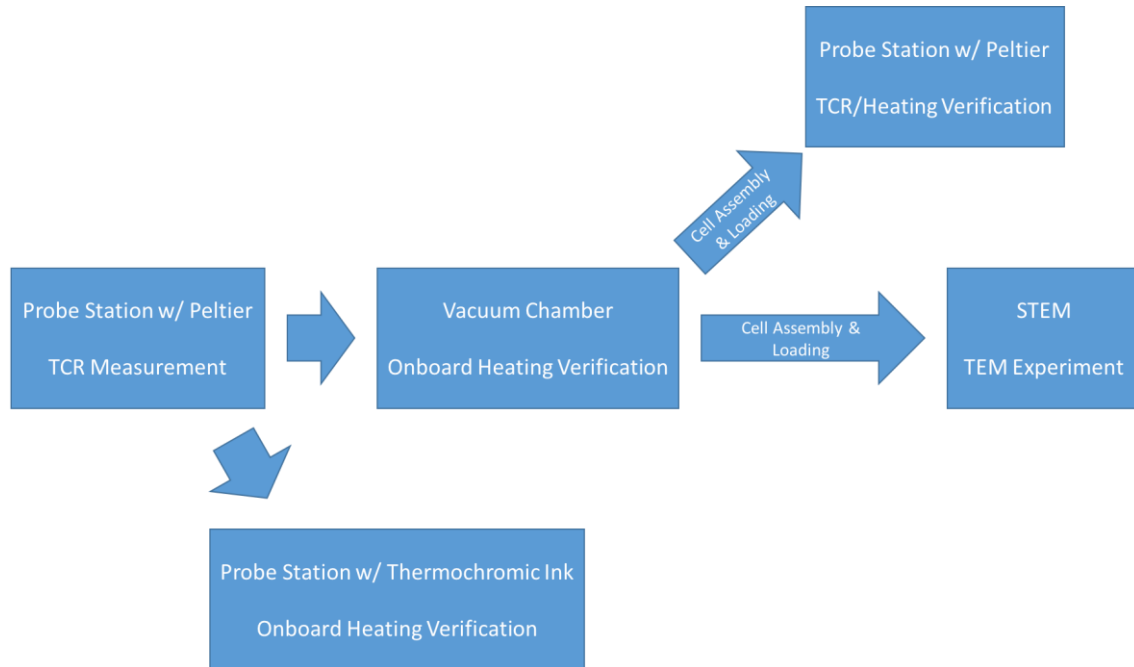 Probe Station w/ Peltier
TCR/Heating Verification
Cell Assembly
& Loading
Probe Station w/ Peltier
TCR Measurement
Vacuum Chamber
Onboard Heating Verification
Cell Assembly &
Loading
STEM
TEM Experiment
Probe Station w/ Thermochromic Ink
Onboard Heating Verification